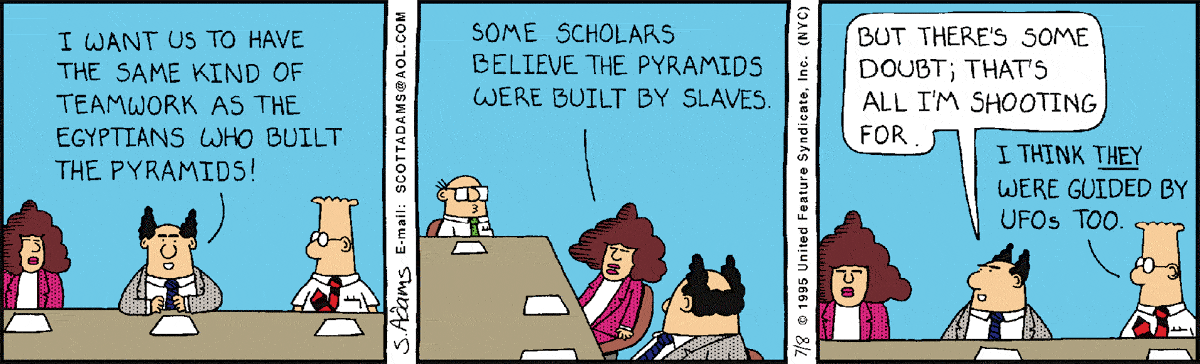 I WANT US TO HAVE
THE SAME KIND OF
TEAMWORK AS THE
EGYPTIANS WHO BUILT
THE PYRAMIDS!
S. Adams E-mail: SCOTTADAMS@AOL.COM
SOME SCHOLARS
BELIEVE THE PYRAMIDS
WERE BUILT BY SLAVES.
7/8 © 1995 United Feature Syndicate, Inc. (NYC)
BUT THERE'S SOME
DOUBT; THAT'S
ALL I'M SHOOTING
FOR.
I THINK THEY
WERE GUIDED BY
UFOs TOO.